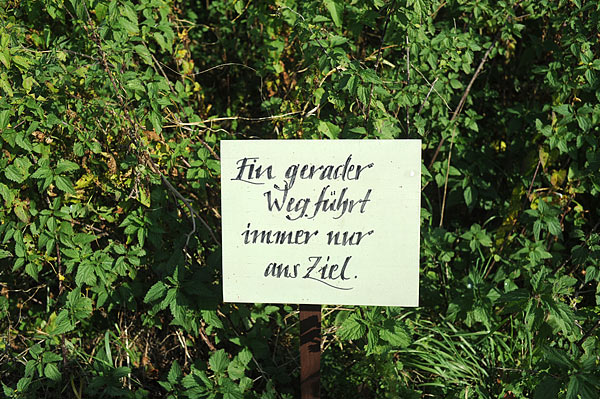 Ein gerader
Weg führt
immer nur
ans Ziel.